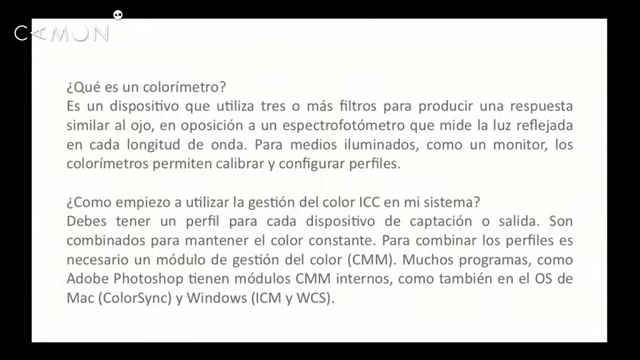 CAMON
¿Qué es un colorímetro?
Es un dispositivo que utiliza tres o más filtros para producir una respuesta
similar al ojo, en oposición a un espectrofotómetro que mide la luz reflejada
en cada longitud de onda. Para medios iluminados, como un monitor, los
colorímetros permiten calibrar y configurar perfiles.
¿Como empiezo a utilizar la gestión del color ICC en mi sistema?
Debes tener un perfil para cada dispositivo de captación o salida. Son
combinados para mantener el color constante. Para combinar los perfiles es
necesario un módulo de gestión del color (CMM). Muchos programas, como
Adobe Photoshop tienen módulos CMM internos, como también en el OS de
Mac (ColorSync) y Windows (ICM y WCS).